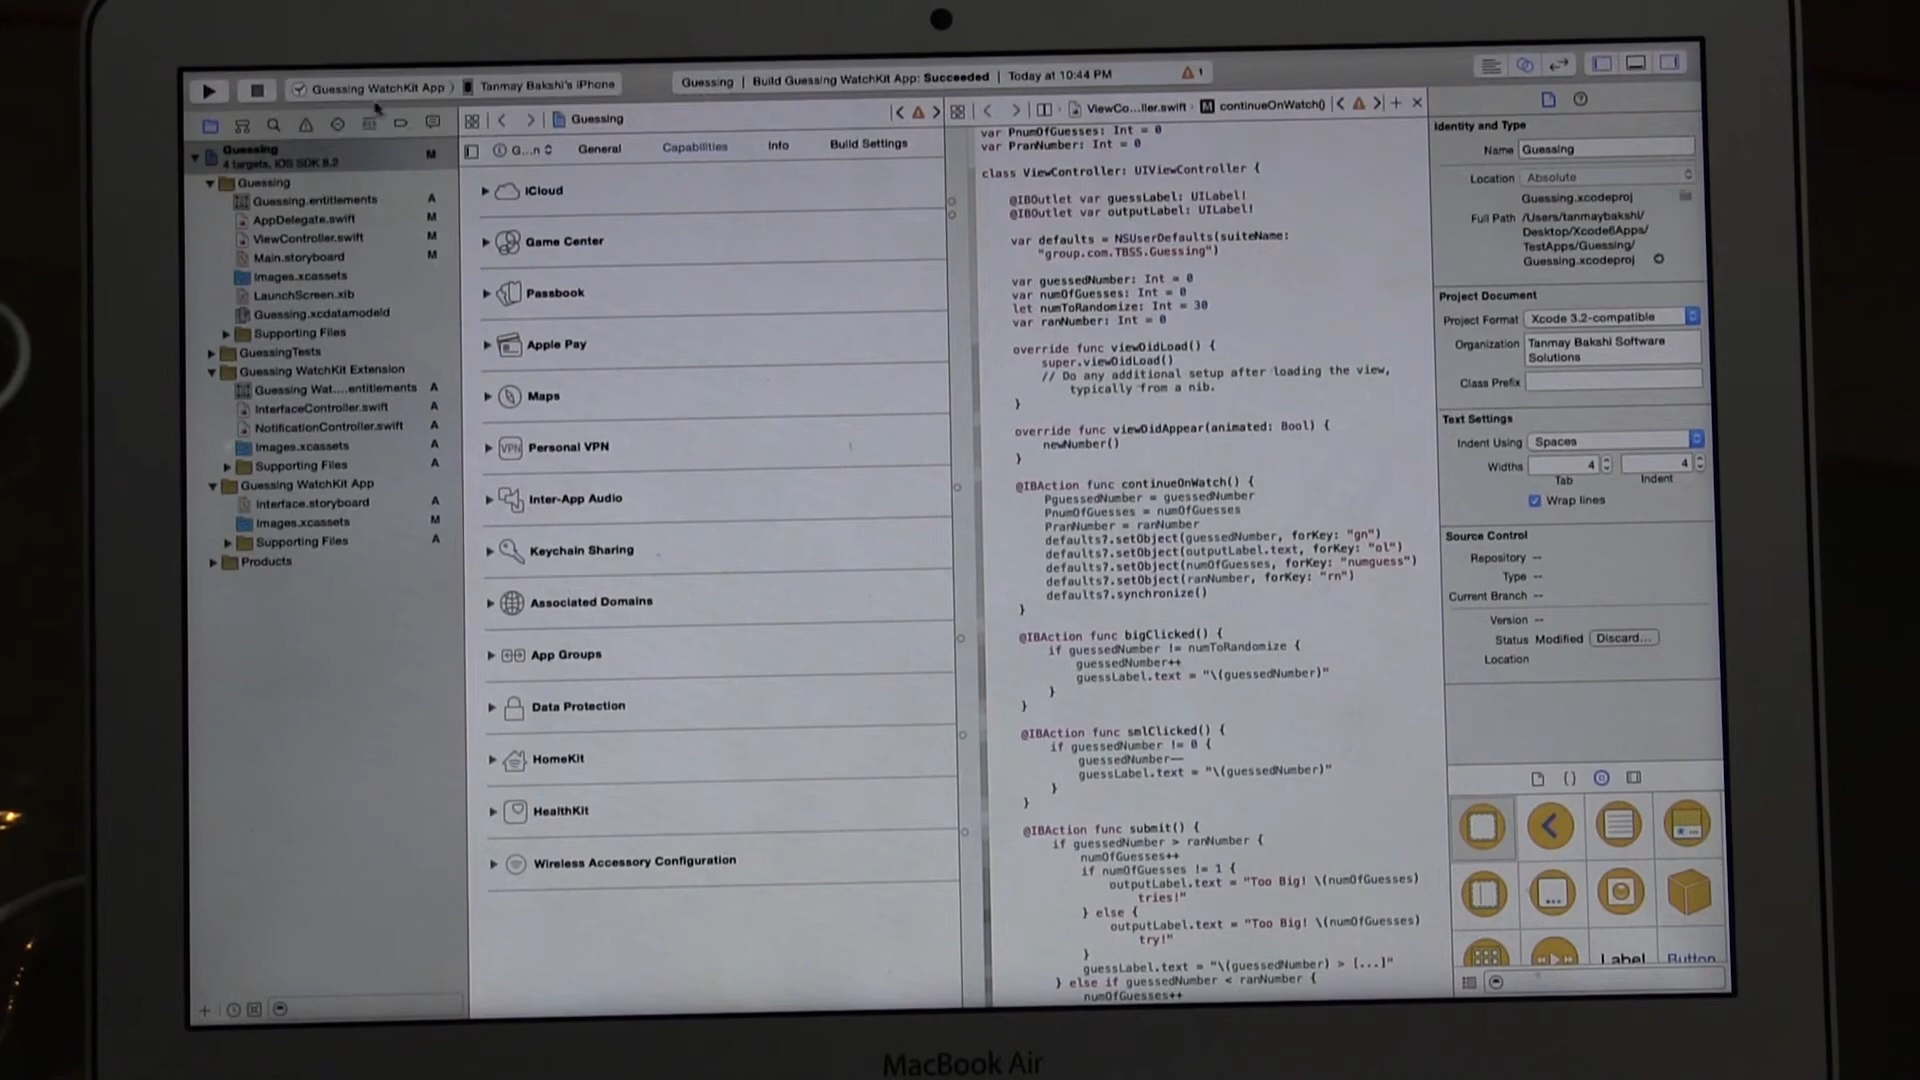 Guessing WatchKit App
Tanmay Bakshi's iPhone
Guessing | Build Guessing WatchKit App: Succeeded | Today at 10:44 PM
1
Guessing
4 targets, iOS SDK 8.2
M
Guessing
Guessing.entitlements A
AppDelegate.swift M
ViewController.swift M
Main.storyboard M
Images.xcassets
LaunchScreen.xib
Guessing.xcdatamodeld
Supporting Files
GuessingTests
Guessing WatchKit Extension
Guessing Wat....entitlements A
InterfaceController.swift A
NotificationController.swift A
Images.xcassets A
Supporting Files A
Guessing WatchKit App
Interface.storyboard A
Images.xcassets M
Supporting Files A
Products
Guessing
G...n
General
Capabilities
Info
Build Settings
iCloud
Game Center
Passbook
Apple Pay
Maps
VPN
Personal VPN
Inter-App Audio
Keychain Sharing
Associated Domains
App Groups
Data Protection
HomeKit
HealthKit
Wireless Accessory Configuration
ViewCo...ller.swift
M continueOnWatch()
var PnumOfGuesses: Int = 0
var PranNumber: Int = 0
class ViewController: UIViewController {
@IBOutlet var guessLabel: UILabel!
@IBOutlet var outputLabel: UILabel!
var defaults = NSUserDefaults(suiteName:
"group.com.TBSS.Guessing")
var guessedNumber: Int = 0
var numOfGuesses: Int = 0
let numToRandomize: Int = 30
var ranNumber: Int = 0
override func viewDidLoad() {
super.viewDidLoad()
// Do any additional setup after loading the view,
typically from a nib.
}
override func viewDidAppear(animated: Bool) {
newNumber()
}
@IBAction func continueOnWatch() {
PguessedNumber = guessedNumber
PnumOfGuesses = numOfGuesses
PranNumber = ranNumber
defaults?.setObject(guessedNumber, forKey: "gn")
defaults?.setObject(outputLabel.text, forKey: "ol")
defaults?.setObject(numOfGuesses, forKey: "numguess")
defaults?.setObject(ranNumber, forKey: "rn")
defaults?.synchronize()
}
@IBAction func bigClicked() {
if guessedNumber != numToRandomize {
guessedNumber++
guessLabel.text = "\(guessedNumber)"
}
}
@IBAction func smlClicked() {
if guessedNumber != 0 {
guessedNumber--
guessLabel.text = "\(guessedNumber)"
}
}
@IBAction func submit() {
if guessedNumber > ranNumber {
numOfGuesses++
if numOfGuesses != 1 {
outputLabel.text = "Too Big! \(numOfGuesses)
tries!"
} else {
outputLabel.text = "Too Big! \(numOfGuesses)
try!"
}
guessLabel.text = "\(guessedNumber) > [...]"
} else if guessedNumber < ranNumber {
numOfGuesses++
Identity and Type
Name Guessing
Location Absolute
Guessing.xcodeproj
Full Path /Users/tanmaybakshi/
Desktop/Xcode6Apps/
TestApps/Guessing/
Guessing.xcodeproj
Project Document
Project Format Xcode 3.2-compatible
Organization Tanmay Bakshi Software
Solutions
Class Prefix
Text Settings
Indent Using Spaces
Widths 4 4
Tab Indent
Wrap lines
Source Control
Repository --
Type --
Current Branch --
Version --
Status Modified Discard...
Location
{ }
Label
Button
MacBook Air